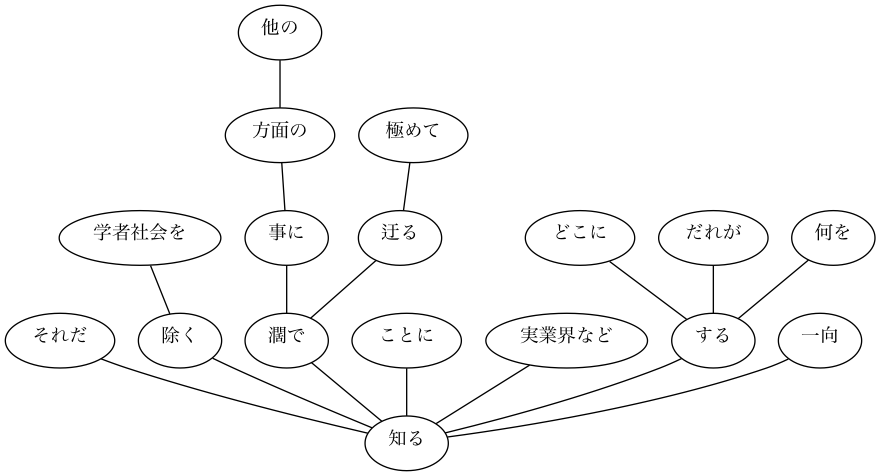 他の
方面の
極めて
学者社会を
事に
迂る
どこに
だれが
何を
それだ
除く
濶で
ことに
実業界など
する
一向
知る